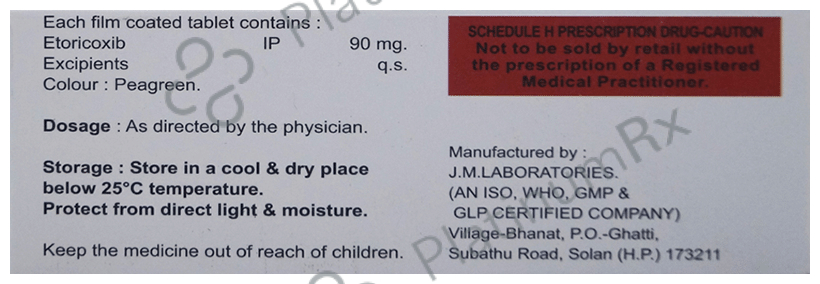 Each film coated tablet contains :
Etoricoxib IP 90 mg.
Excipients q.s.
Colour : Peagreen.
Dosage : As directed by the physician.
Storage : Store in a cool & dry place
below 25°C temperature.
Protect from direct light & moisture.
Keep the medicine out of reach of children.
SCHEDULE H PRESCRIPTION DRUG-CAUTION
Not to be sold by retail without
the prescription of a Registered
Medical Practitioner.
Manufactured by :
J.M.LABORATORIES.
(AN ISO, WHO, GMP &
GLP CERTIFIED COMPANY)
Village-Bhanat, P.O.-Ghatti,
Subathu Road, Solan (H.P.) 173211
PlatinumRx